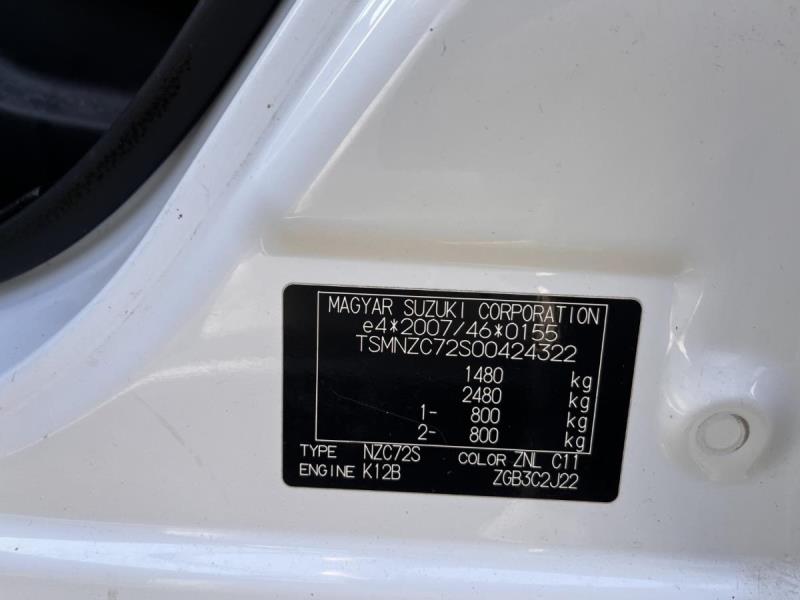 MAGYAR SUZUKI CORPORATION
e4*2007/46*0155
TSMNZC72S00424322
1480 kg
2480 kg
1- 800 kg
2- 800 kg
TYPE NZC72S COLOR ZNL C11
ENGINE K12B ZGB3C2J22